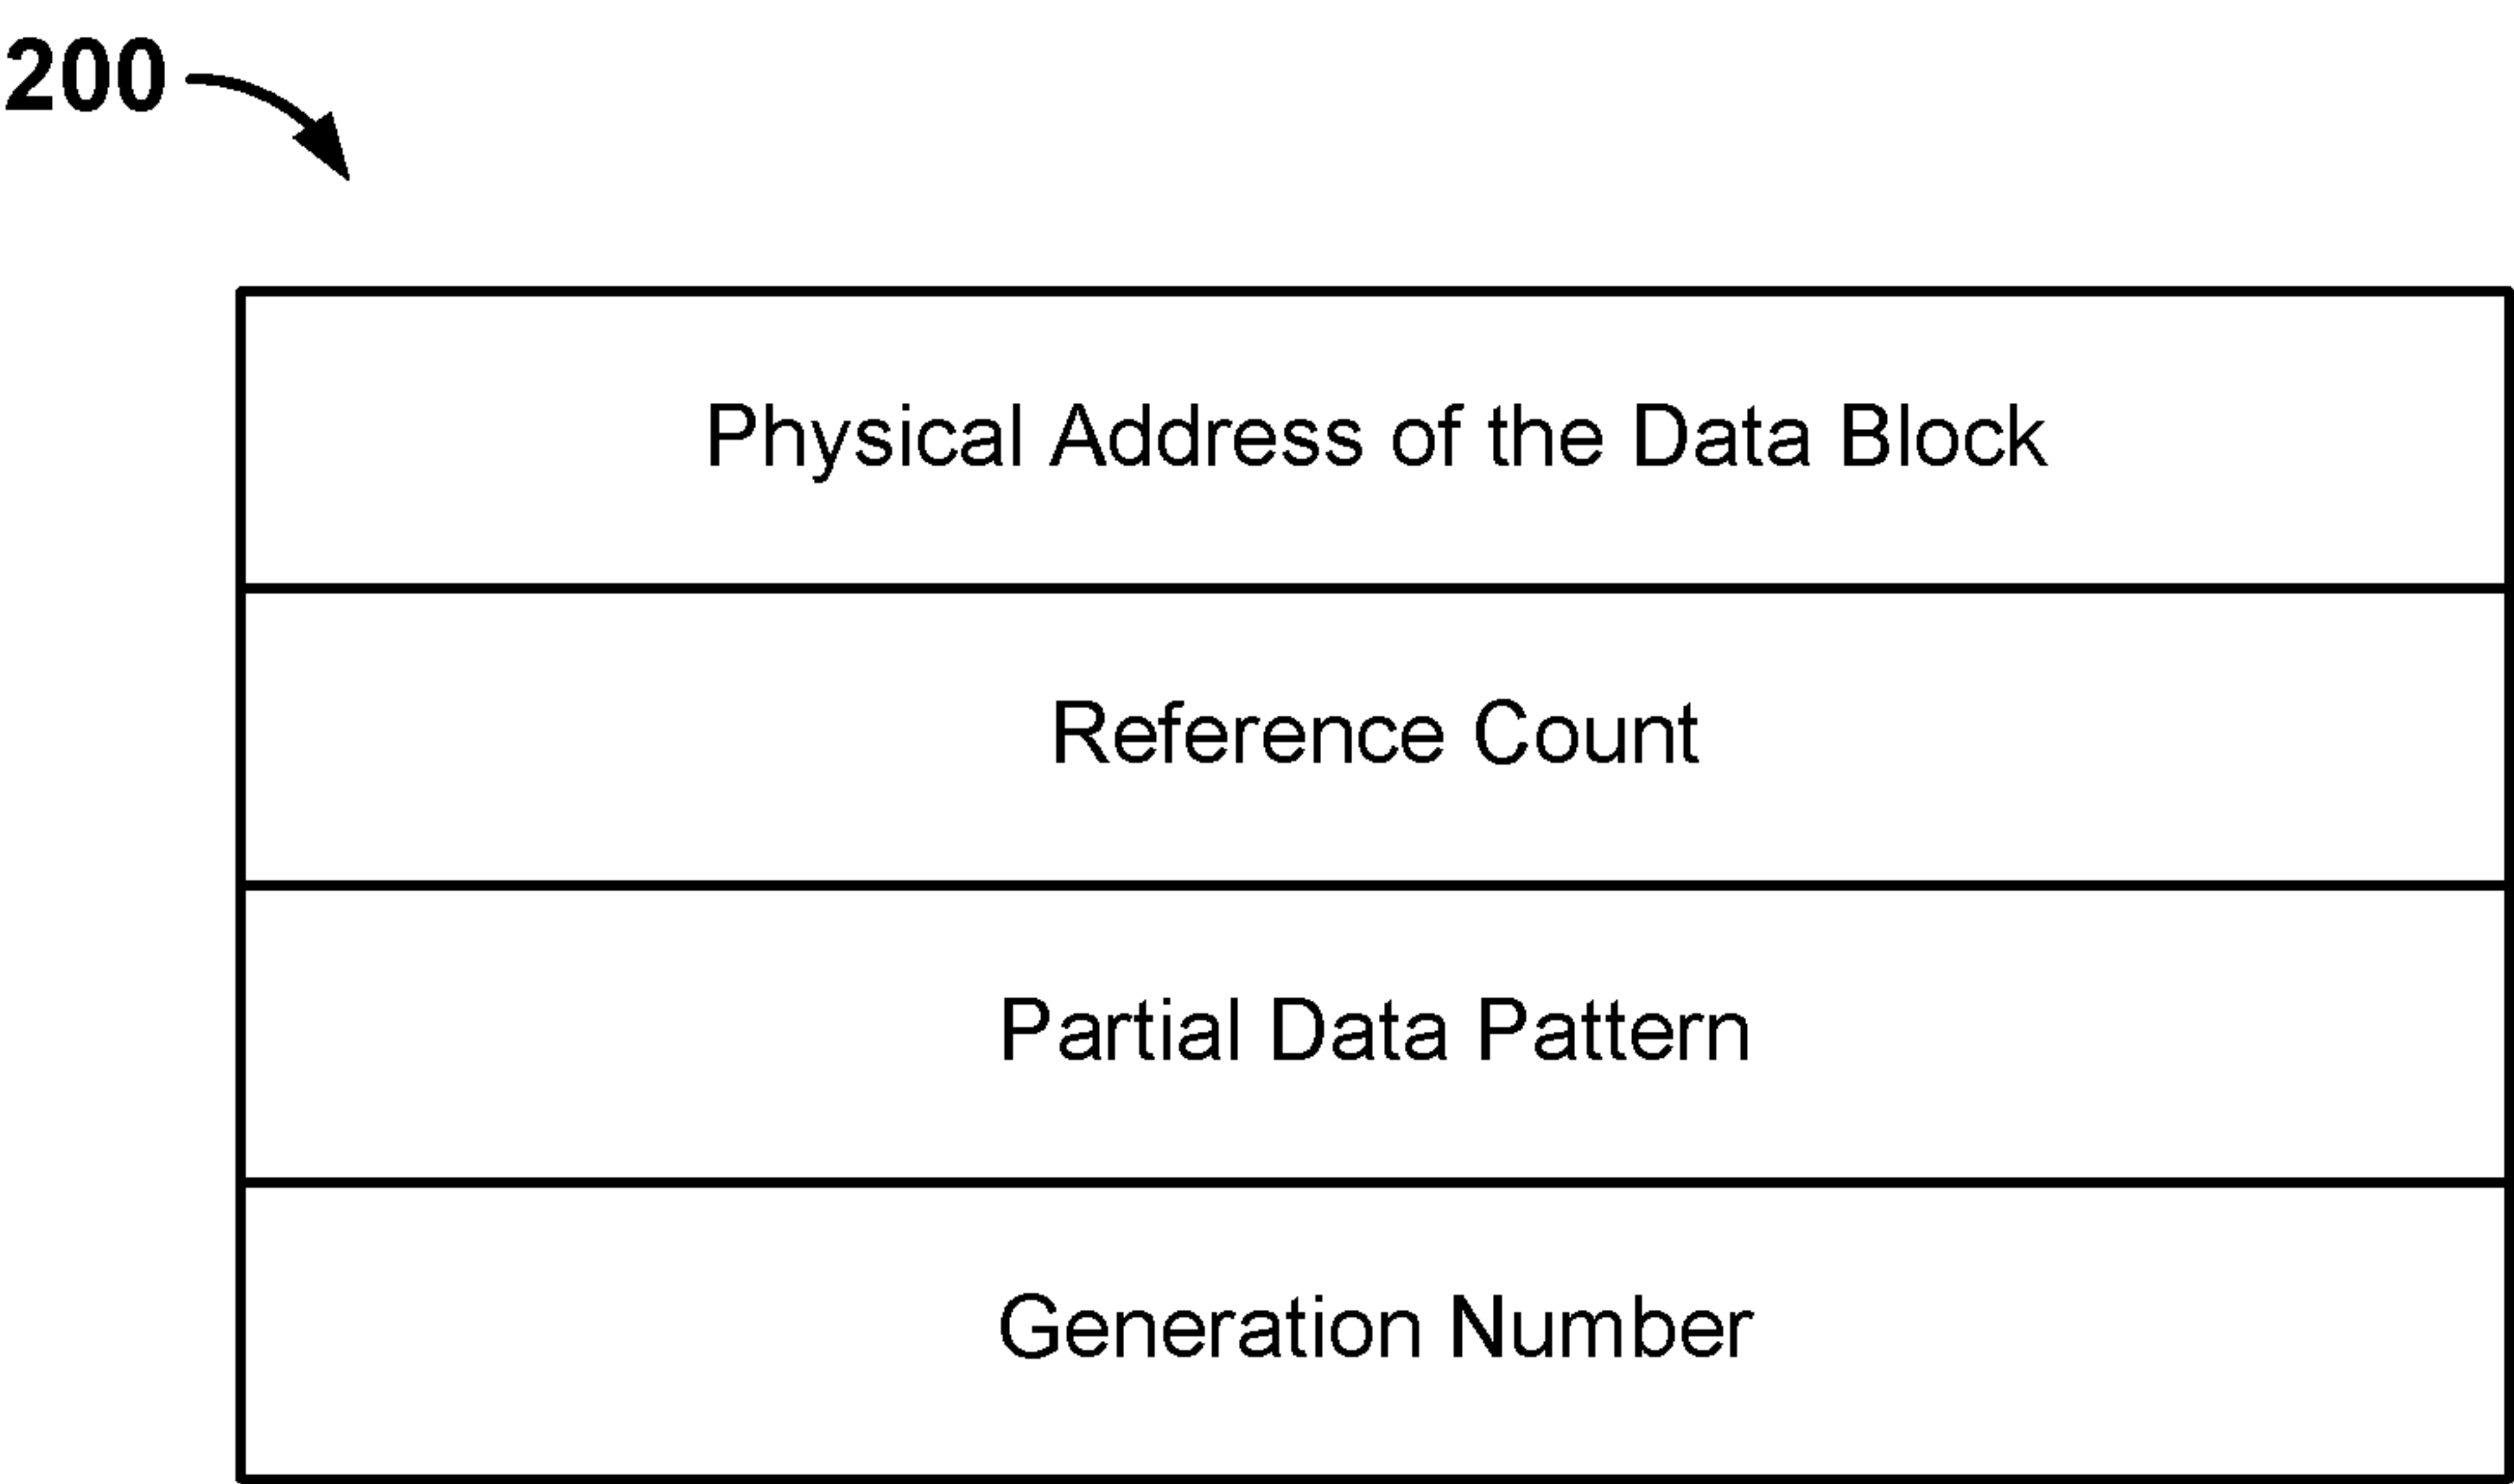 200
Physical Address of the Data Block
Reference Count
Partial Data Pattern
Generation Number